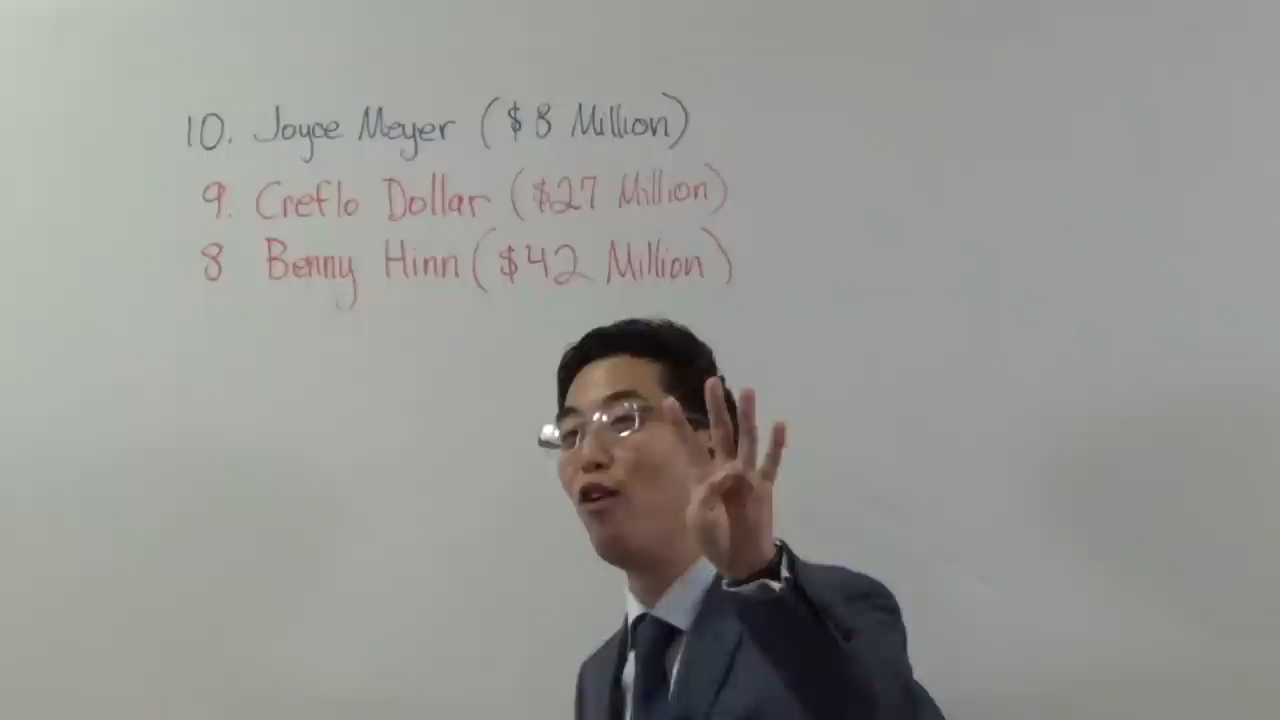 10. Joyce Meyer ($8 Million)
9. Creflo Dollar ($27 Million)
8 Benny Hinn ($42 Million)